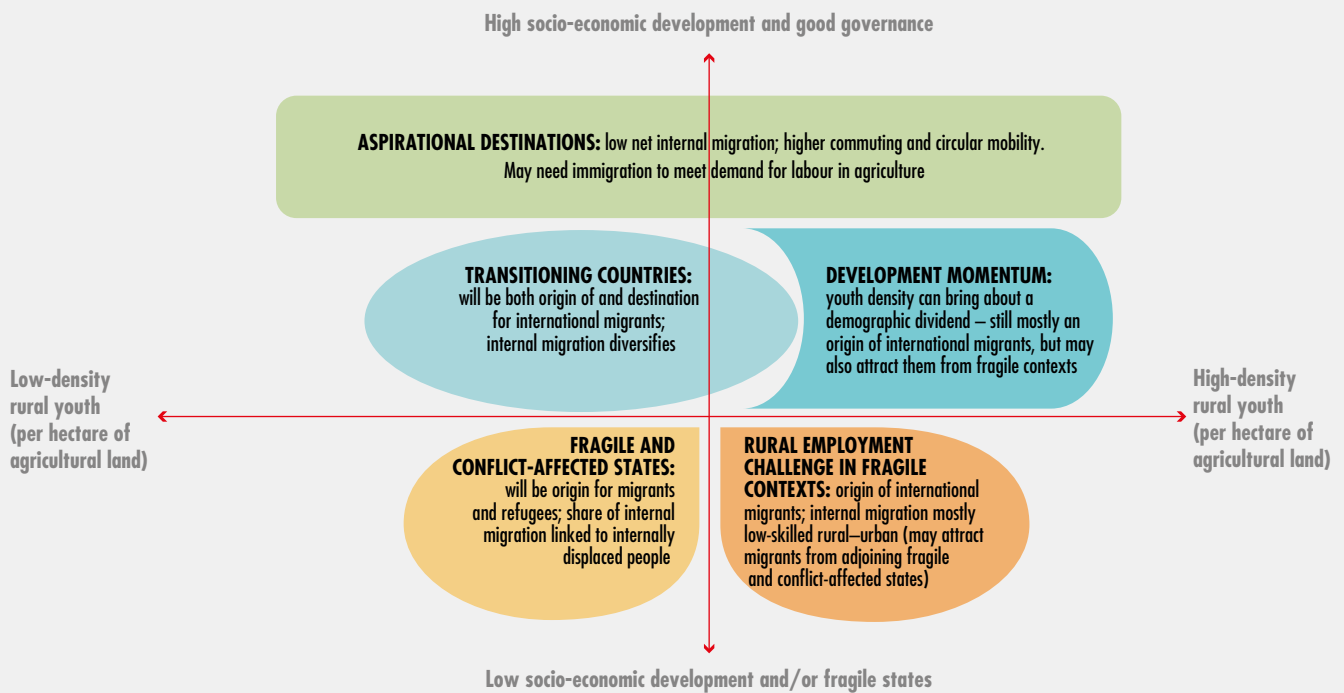 High socio-economic development and good governance
ASPIRATIONAL DESTINATIONS: low net internal migration; higher commuting and circular mobility.
May need immigration to meet demand for labour in agriculture
TRANSITIONING COUNTRIES:
will be both origin of and destination
for international migrants;
internal migration diversifies
DEVELOPMENT MOMENTUM:
youth density can bring about a
demographic dividend – still mostly an
origin of international migrants, but may
also attract them from fragile contexts
Low-density
rural youth
(per hectare of
agricultural land)
High-density
rural youth
(per hectare of
agricultural land)
FRAGILE AND
CONFLICT-AFFECTED STATES:
will be origin for migrants
and refugees; share of internal
migration linked to internally
displaced people
RURAL EMPLOYMENT
CHALLENGE IN FRAGILE
CONTEXTS: origin of international
migrants; internal migration mostly
low-skilled rural–urban (may attract
migrants from adjoining fragile
and conflict-affected states)
Low socio-economic development and/or fragile states